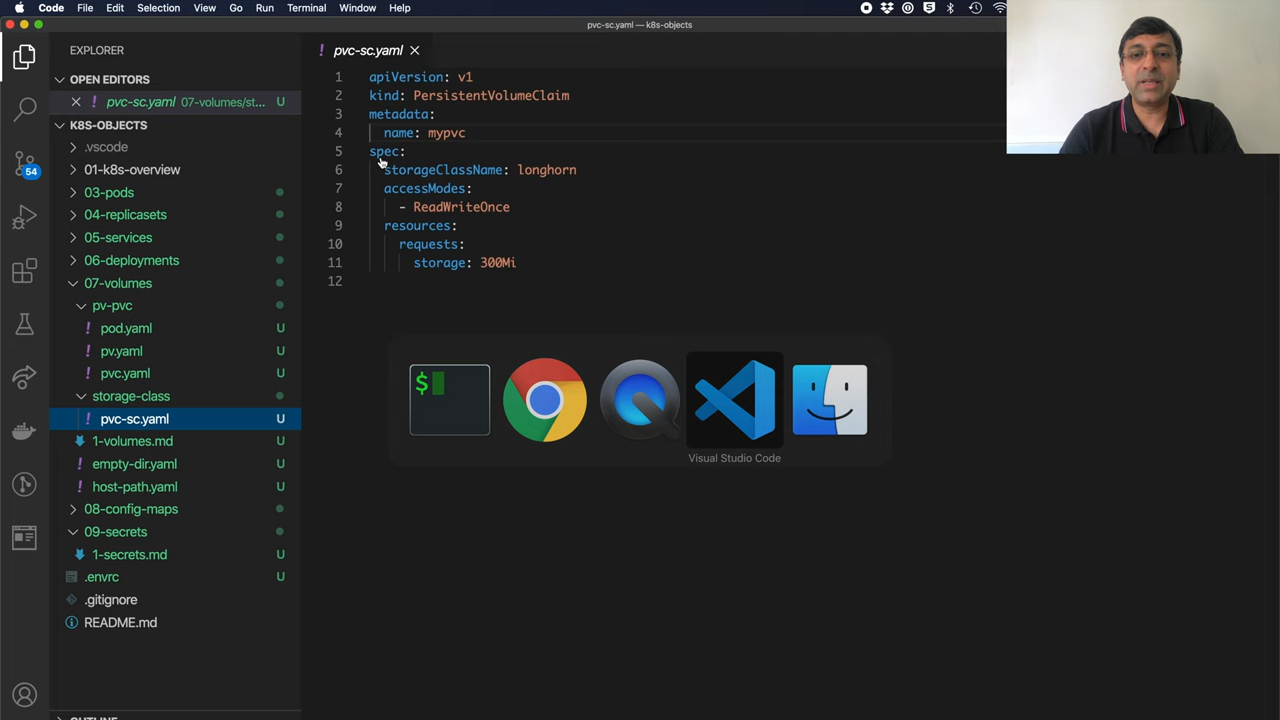 Code File Edit Selection View Go Run Terminal Window Help
pvc-sc.yaml — k8s-objects
EXPLORER
OPEN EDITORS
pvc-sc.yaml 07-volumes/st... U
K8S-OBJECTS
.vscode
01-k8s-overview
03-pods
04-replicasets
05-services
06-deployments
07-volumes
pv-pvc
! pod.yaml U
! pv.yaml U
! pvc.yaml U
storage-class
! pvc-sc.yaml U
1-volumes.md U
! empty-dir.yaml U
! host-path.yaml U
08-config-maps
09-secrets
1-secrets.md U
.envrc U
.gitignore
README.md
OUTLINE
54
! pvc-sc.yaml
1 apiVersion: v1
2 kind: PersistentVolumeClaim
3 metadata:
4 name: mypvc
5 spec:
6 storageClassName: longhorn
7 accessModes:
8 - ReadWriteOnce
9 resources:
10 requests:
11 storage: 300Mi
12
$
Visual Studio Code